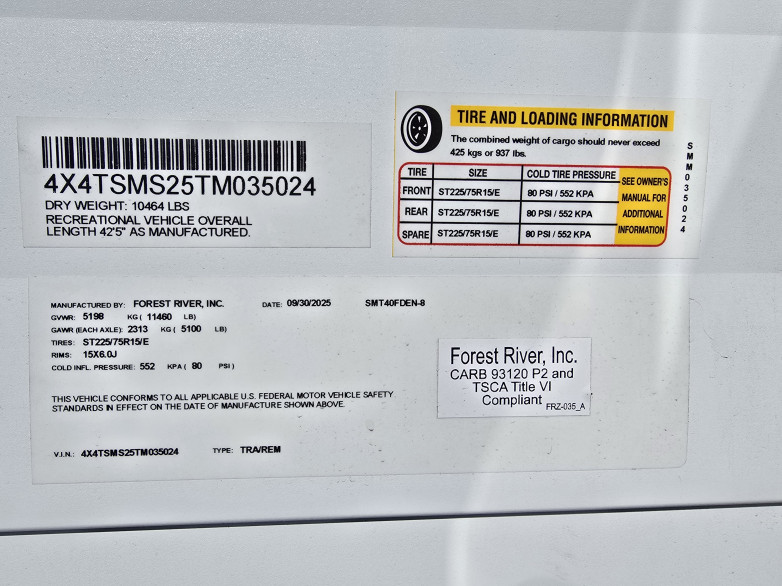 4X4TSMS25TM035024
DRY WEIGHT: 10464 LBS
RECREATIONAL VEHICLE OVERALL
LENGTH 42'5" AS MANUFACTURED.
TIRE AND LOADING INFORMATION
The combined weight of cargo should never exceed
425 kgs or 937 lbs.
TIRE SIZE COLD TIRE PRESSURE
FRONT ST225/75R15/E 80 PSI / 552 KPA
REAR ST225/75R15/E 80 PSI / 552 KPA
SPARE ST225/75R15/E 80 PSI / 552 KPA
SEE OWNER'S
MANUAL FOR
ADDITIONAL
INFORMATION
SMM035024
MANUFACTURED BY: FOREST RIVER, INC. DATE: 09/30/2025 SMT40FDEN-8
GVWR: 5198 KG ( 11460 LB)
GAWR (EACH AXLE): 2313 KG ( 5100 LB)
TIRES: ST225/75R15/E
RIMS: 15X6.0J
COLD INFL. PRESSURE: 552 KPA ( 80 PSI)
THIS VEHICLE CONFORMS TO ALL APPLICABLE U.S. FEDERAL MOTOR VEHICLE SAFETY
STANDARDS IN EFFECT ON THE DATE OF MANUFACTURE SHOWN ABOVE.
V.I.N.: 4X4TSMS25TM035024 TYPE: TRA/REM
Forest River, Inc.
CARB 93120 P2 and
TSCA Title VI
Compliant
FRZ-035_A